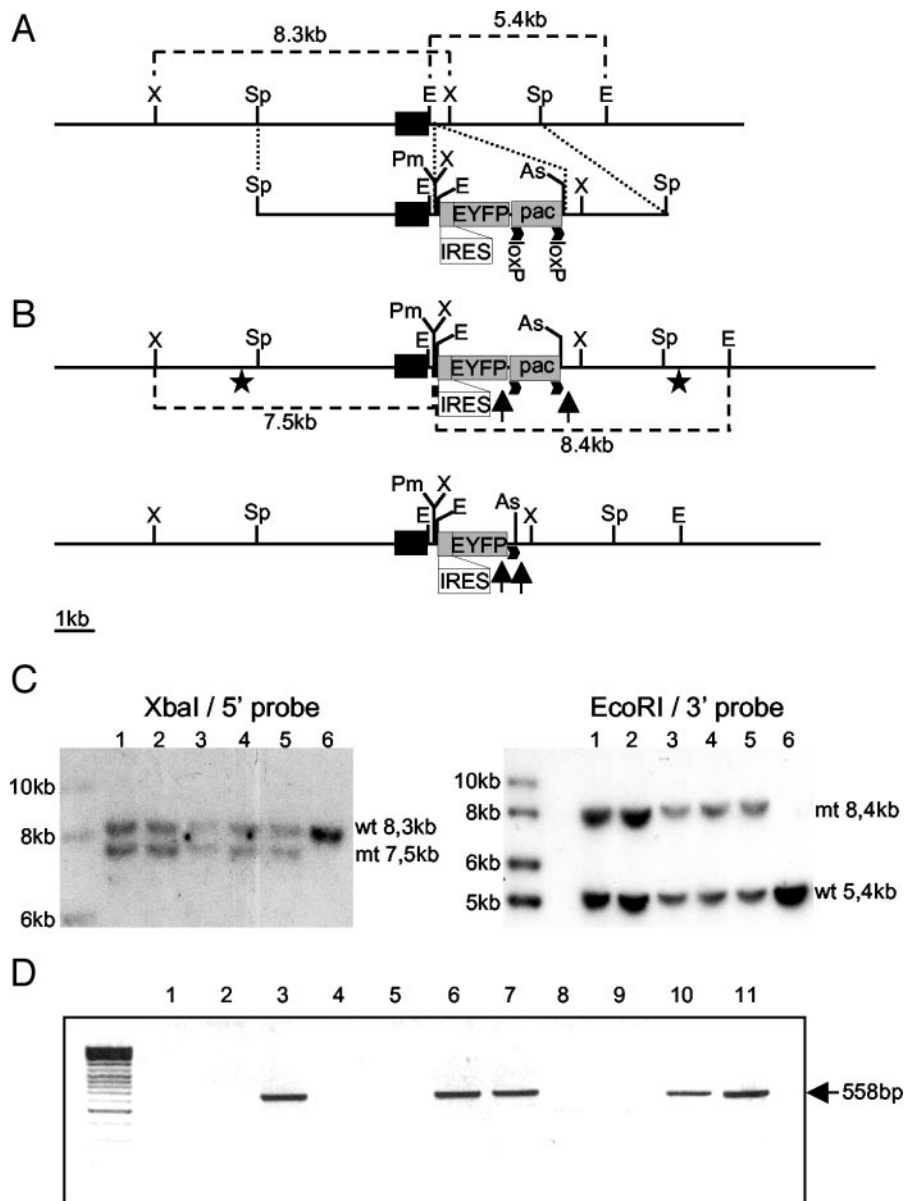 A
8.3kb
5.4kb
X Sp E X Sp E
Pm X As
Sp E E X Sp
EYFP pac
IRES loxP loxP
B
Pm X As
X Sp E E X Sp E
EYFP pac
IRES
7.5kb
8.4kb
Pm X
X Sp E E As X Sp E
EYFP
IRES
1kb
C
XbaI / 5' probe
1 2 3 4 5 6
10kb
8kb
6kb
wt 8,3kb
mt 7,5kb
EcoRI / 3' probe
1 2 3 4 5 6
10kb
8kb
6kb
5kb
mt 8,4kb
wt 5,4kb
D
1 2 3 4 5 6 7 8 9 10 11
558bp